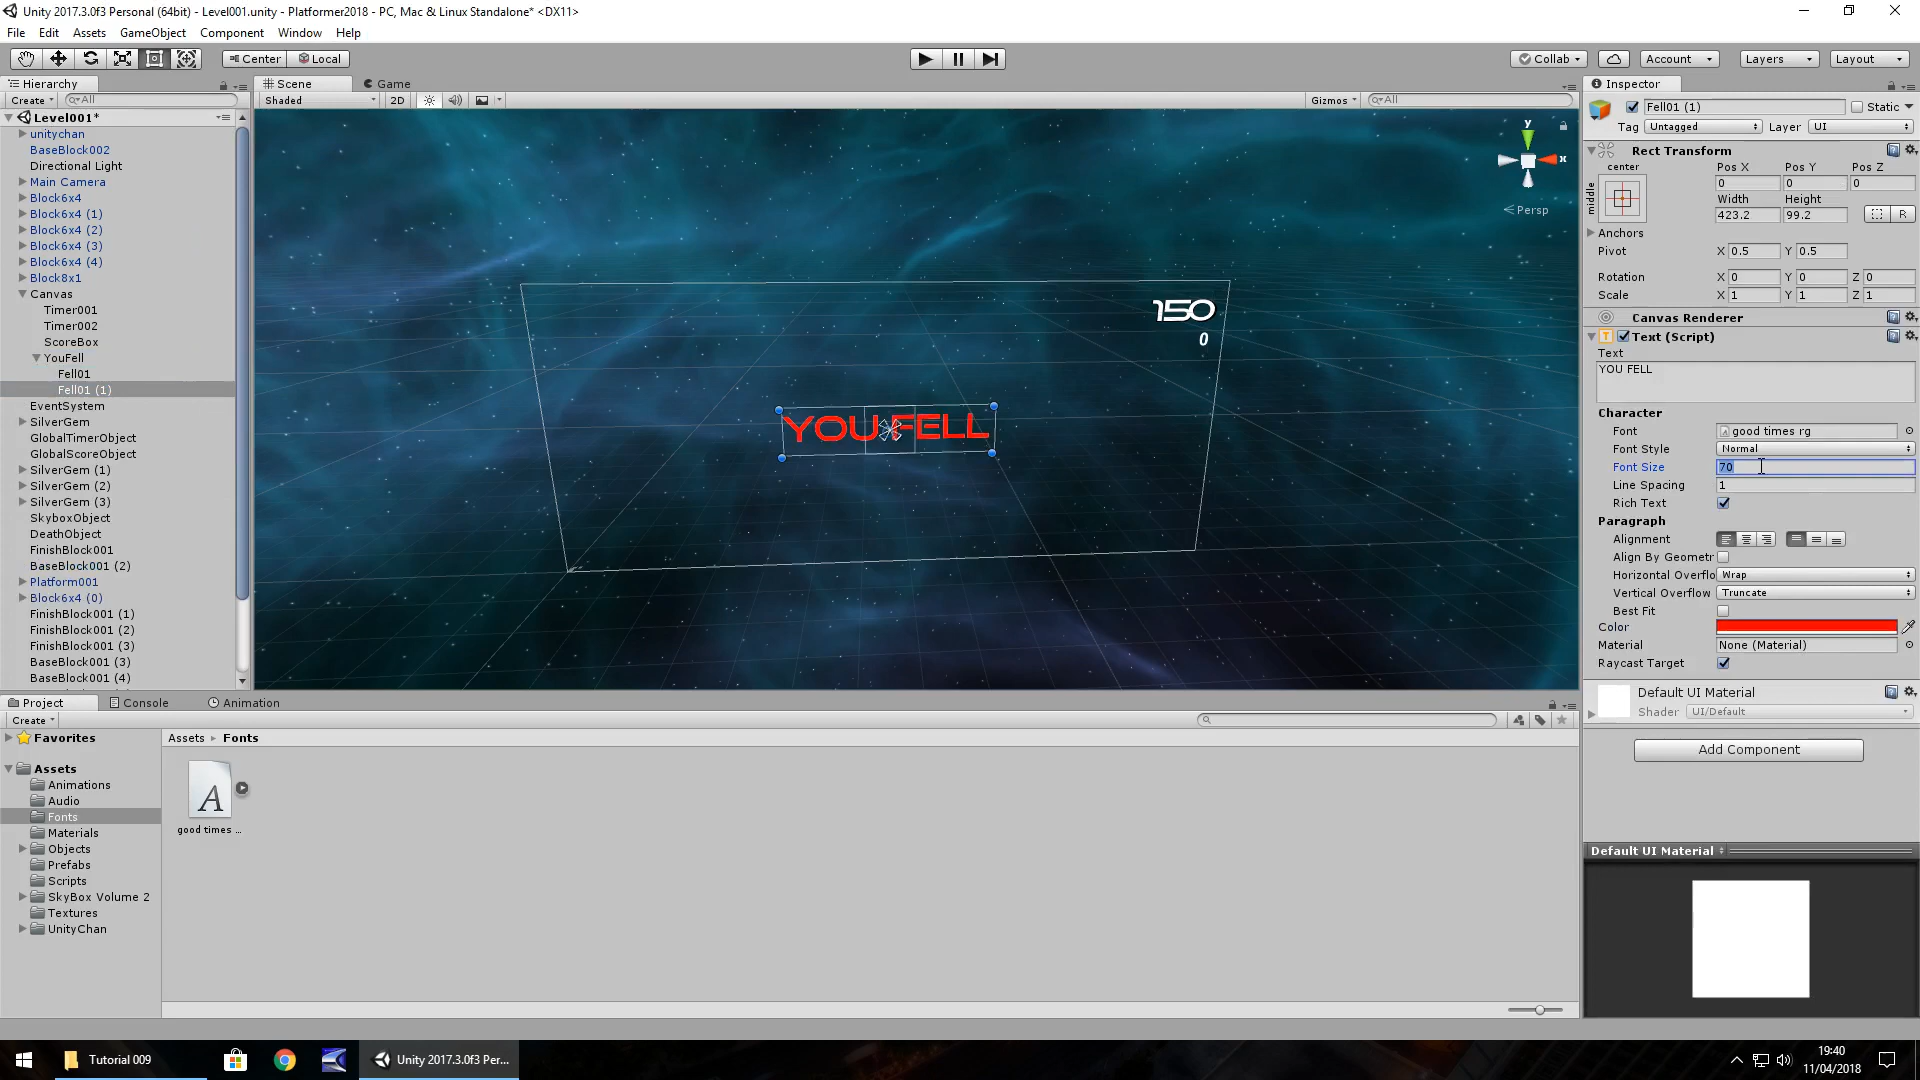 Unity 2017.3.0f3 Personal (64bit) - Level001.unity - Platformer2018 - PC, Mac & Linux Standalone* <DX11>
File Edit Assets GameObject Component Window Help
Center Local Collab Account Layers Layout
Hierarchy
Create All
Level001*
unitychan
BaseBlock002
Directional Light
Main Camera
Block6x4
Block6x4 (1)
Block6x4 (2)
Block6x4 (3)
Block6x4 (4)
Block8x1
Canvas
Timer001
Timer002
ScoreBox
YouFell
Fell01
Fell01 (1)
EventSystem
SilverGem
GlobalTimerObject
GlobalScoreObject
SilverGem (1)
SilverGem (2)
SilverGem (3)
SkyboxObject
DeathObject
FinishBlock001
BaseBlock001 (2)
Platform001
Block6x4 (0)
FinishBlock001 (1)
FinishBlock001 (2)
FinishBlock001 (3)
BaseBlock001 (3)
BaseBlock001 (4)
Scene Game
Shaded 2D Gizmos All
y
x
Persp
150
0
YOU FELL
Inspector
Fell01 (1) Static
Tag Untagged Layer UI
Rect Transform
center Pos X Pos Y Pos Z
middle 0 0 0
Width Height
423.2 99.2 R
Anchors
Pivot X 0.5 Y 0.5
Rotation X 0 Y 0 Z 0
Scale X 1 Y 1 Z 1
Canvas Renderer
Text (Script)
Text
YOU FELL
Character
Font good times rg
Font Style Normal
Font Size 70
Line Spacing 1
Rich Text
Paragraph
Alignment
Align By Geometr
Horizontal Overflo Wrap
Vertical Overflow Truncate
Best Fit
Color
Material None (Material)
Raycast Target
Default UI Material
Shader UI/Default
Add Component
Default UI Material
Project Console Animation
Create
Favorites
Assets
Animations
Audio
Fonts
Materials
Objects
Prefabs
Scripts
SkyBox Volume 2
Textures
UnityChan
Assets Fonts
A
good times ...
Tutorial 009
Unity 2017.3.0f3 Per...
19:40
11/04/2018